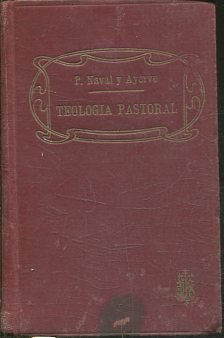 P. Naval y Ayerve
TEOLOGIA PASTORAL